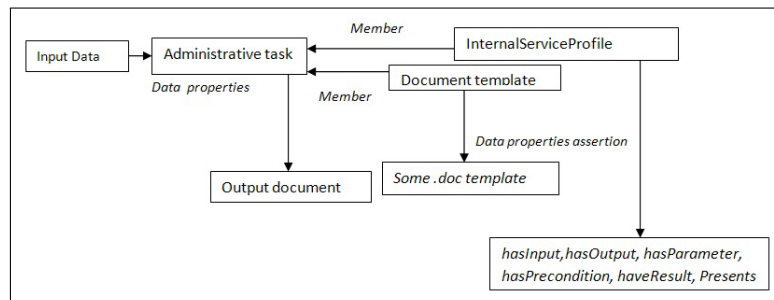 Member
InternalServiceProfile
Input Data
Administrative task
Data properties
Member
Document template
Data properties assertion
Output document
Some .doc template
hasInput,hasOutput, hasParameter,
hasPrecondition, haveResult, Presents